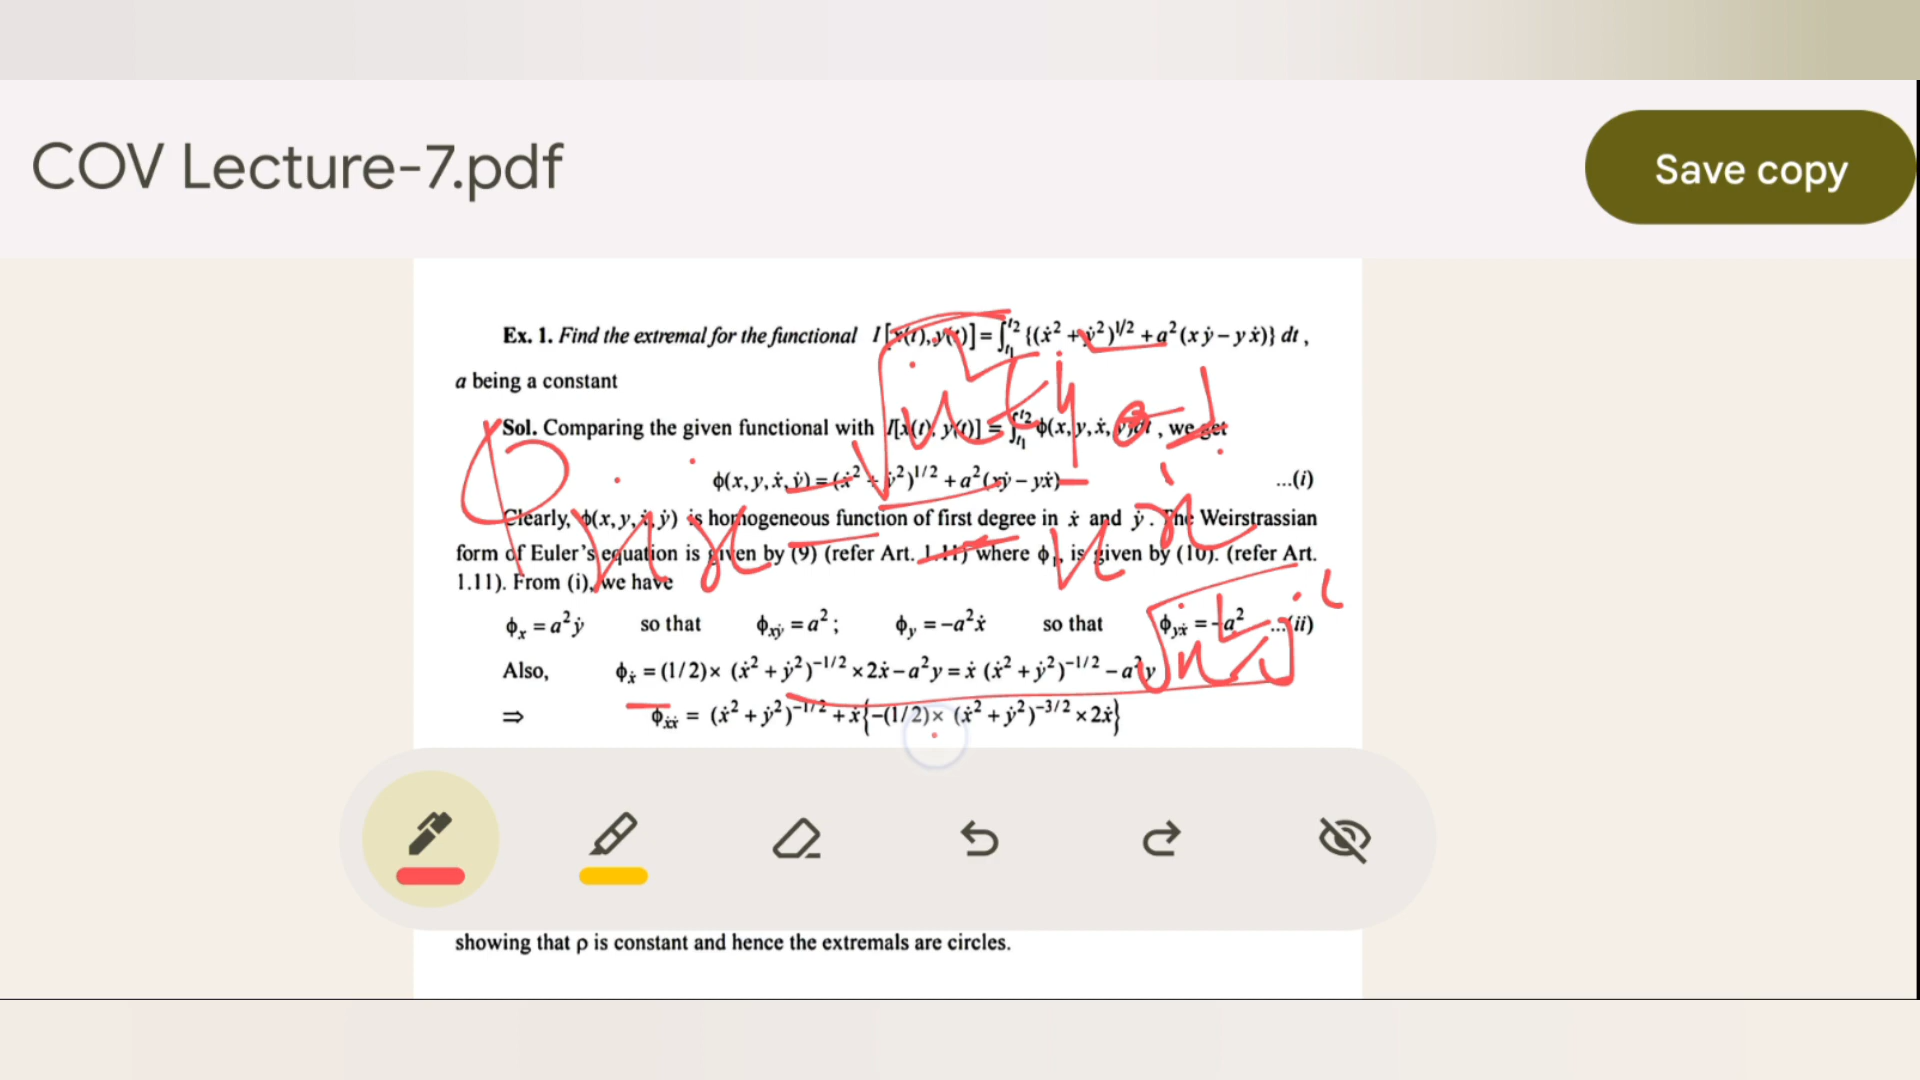 COV Lecture-7.pdf
Save copy
Ex. 1. Find the extremal for the functional I[x(t), y(t)] = ∫_{t₁}^{t₂} {(ẋ² + ẏ²)^{1/2} + a²(xẏ − yẋ)} dt ,
a being a constant
Sol. Comparing the given functional with I[x(t), y(t)] = ∫_{t₁}^{t₂} ϕ(x, y, ẋ, ẏ)dt , we get
ϕ(x, y, ẋ, ẏ) = (ẋ² + ẏ²)^{1/2} + a²(xẏ − yẋ) ...(i)
Clearly, ϕ(x, y, ẋ, ẏ) is homogeneous function of first degree in ẋ and ẏ . The Weirstrassian
form of Euler's equation is given by (9) (refer Art. 1.11) where ϕ₁, is given by (10). (refer Art.
1.11). From (i), we have
ϕₓ = a²ẏ so that ϕ_{xẏ} = a² ; ϕ_y = −a²ẋ so that ϕ_{yẋ} = −a² ...(ii)
Also, ϕ_ẋ = (1/2)× (ẋ² + ẏ²)^{−1/2} × 2ẋ − a²y = ẋ (ẋ² + ẏ²)^{−1/2} − a²y
⇒ ϕ_{ẋẋ} = (ẋ² + ẏ²)^{−1/2} + ẋ{−(1/2)× (ẋ² + ẏ²)^{−3/2} × 2ẋ}
showing that ρ is constant and hence the extremals are circles.